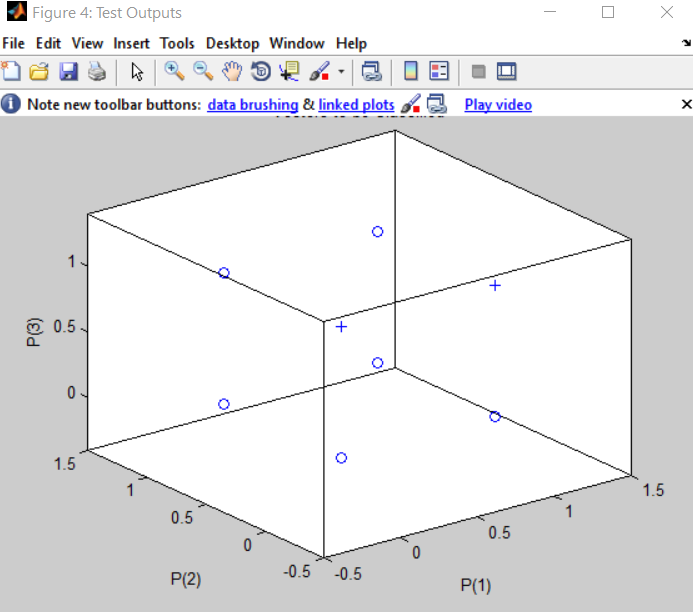 Figure 4: Test Outputs
File Edit View Insert Tools Desktop Window Help
Note new toolbar buttons: data brushing & linked plots Play video
1
0.5
0
P(3)
1.5
1
0.5
0
-0.5
P(2)
-0.5
0
0.5
1
1.5
P(1)